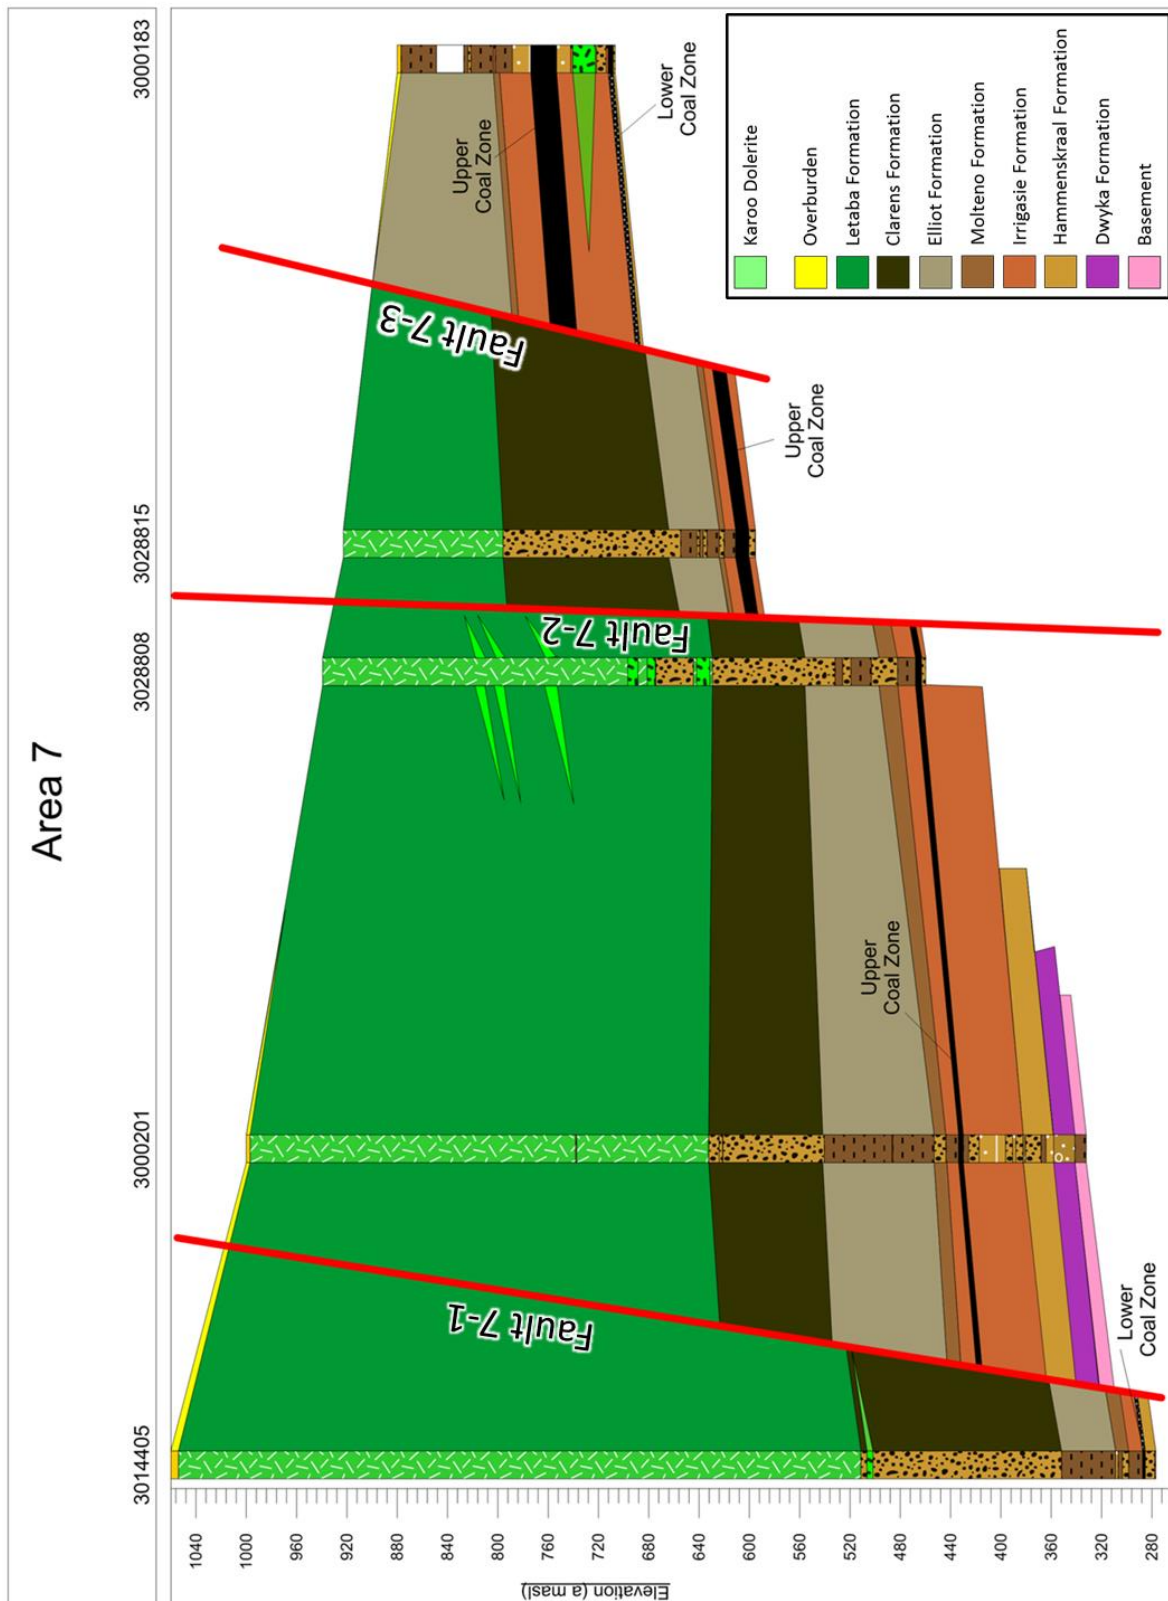 Area 7
3014405
3000201
30288808
3028815
3000183
Elevation (a masl)
1040
1000
960
920
880
840
800
760
720
680
640
600
560
520
480
440
400
360
320
280
Fault 7-1
Fault 7-2
Fault 7-3
Upper
Coal Zone
Lower
Coal Zone
Upper
Coal Zone
Upper
Coal Zone
Lower
Coal Zone
Karoo Dolerite
Overburden
Letaba Formation
Clarens Formation
Elliot Formation
Molteno Formation
Irrigasie Formation
Hammenskraal Formation
Dwyka Formation
Basement